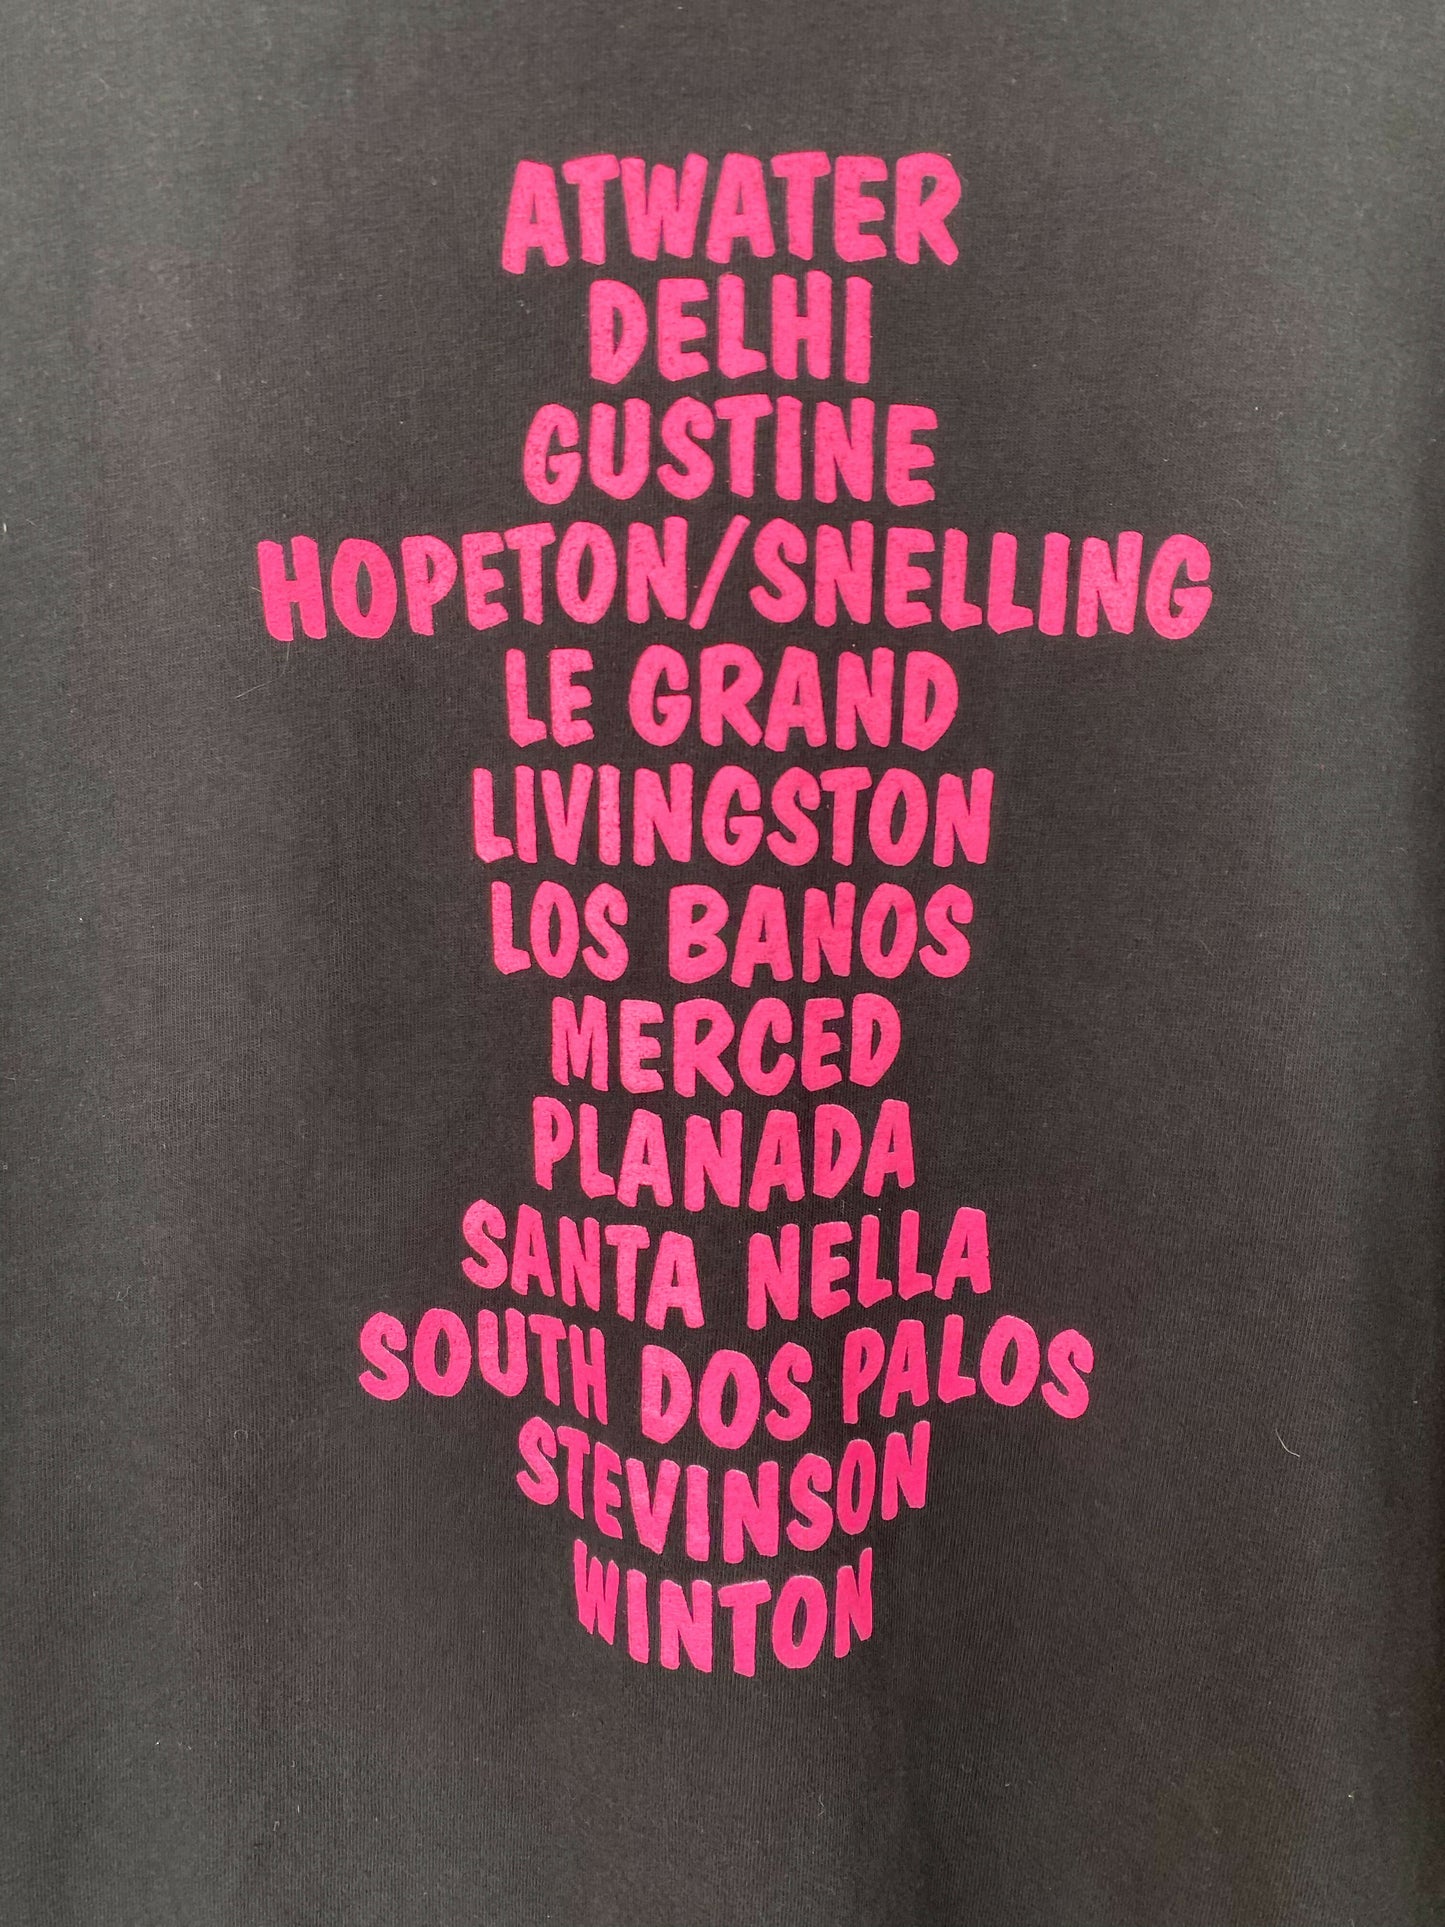 ATWATER
DELHI
GUSTINE
HOPETON/SNELLING
LE GRAND
LIVINGSTON
LOS BANOS
MERCED
PLANADA
SANTA NELLA
SOUTH DOS PALOS
STEVINSON
WINTON